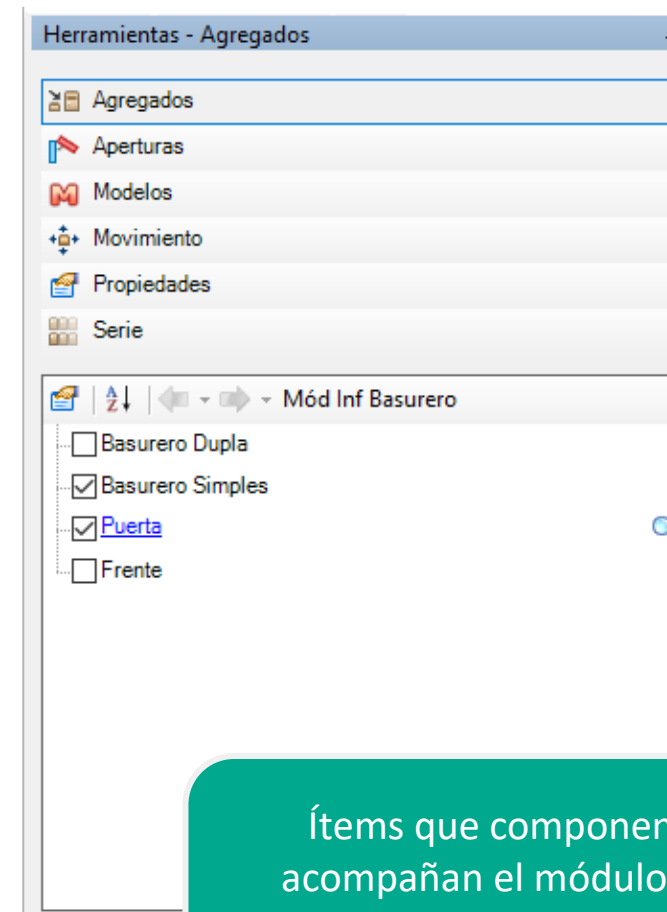 Herramientas - Agregados
Agregados
Aperturas
Modelos
Movimiento
Propiedades
Serie
Mód Inf Basurero
Basurero Dupla
Basurero Simples
Puerta
Frente
Ítems que componen
acompañan el módulo